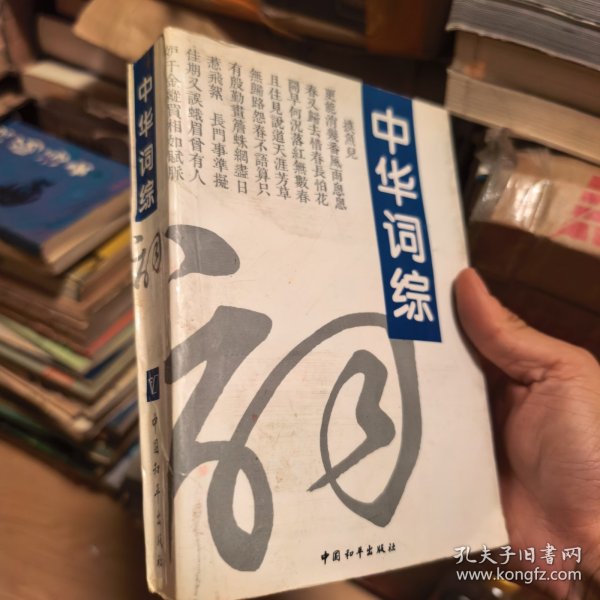 中华词综
摸魚兒
更能消幾番風雨怱怱
春又歸去惜春長怕花
開早何況落紅無數春
且住見說道天涯芳草
無歸路怨春不語算只
有殷勤畫簷蛛網盡日
惹飛絮 長門事準擬
佳期又誤蛾眉曾有人
妒千金縱買相如賦脈
词
中国和平出版社
中华词综
词
中国和平出版社
孔夫子旧书网
www.kongfz.com